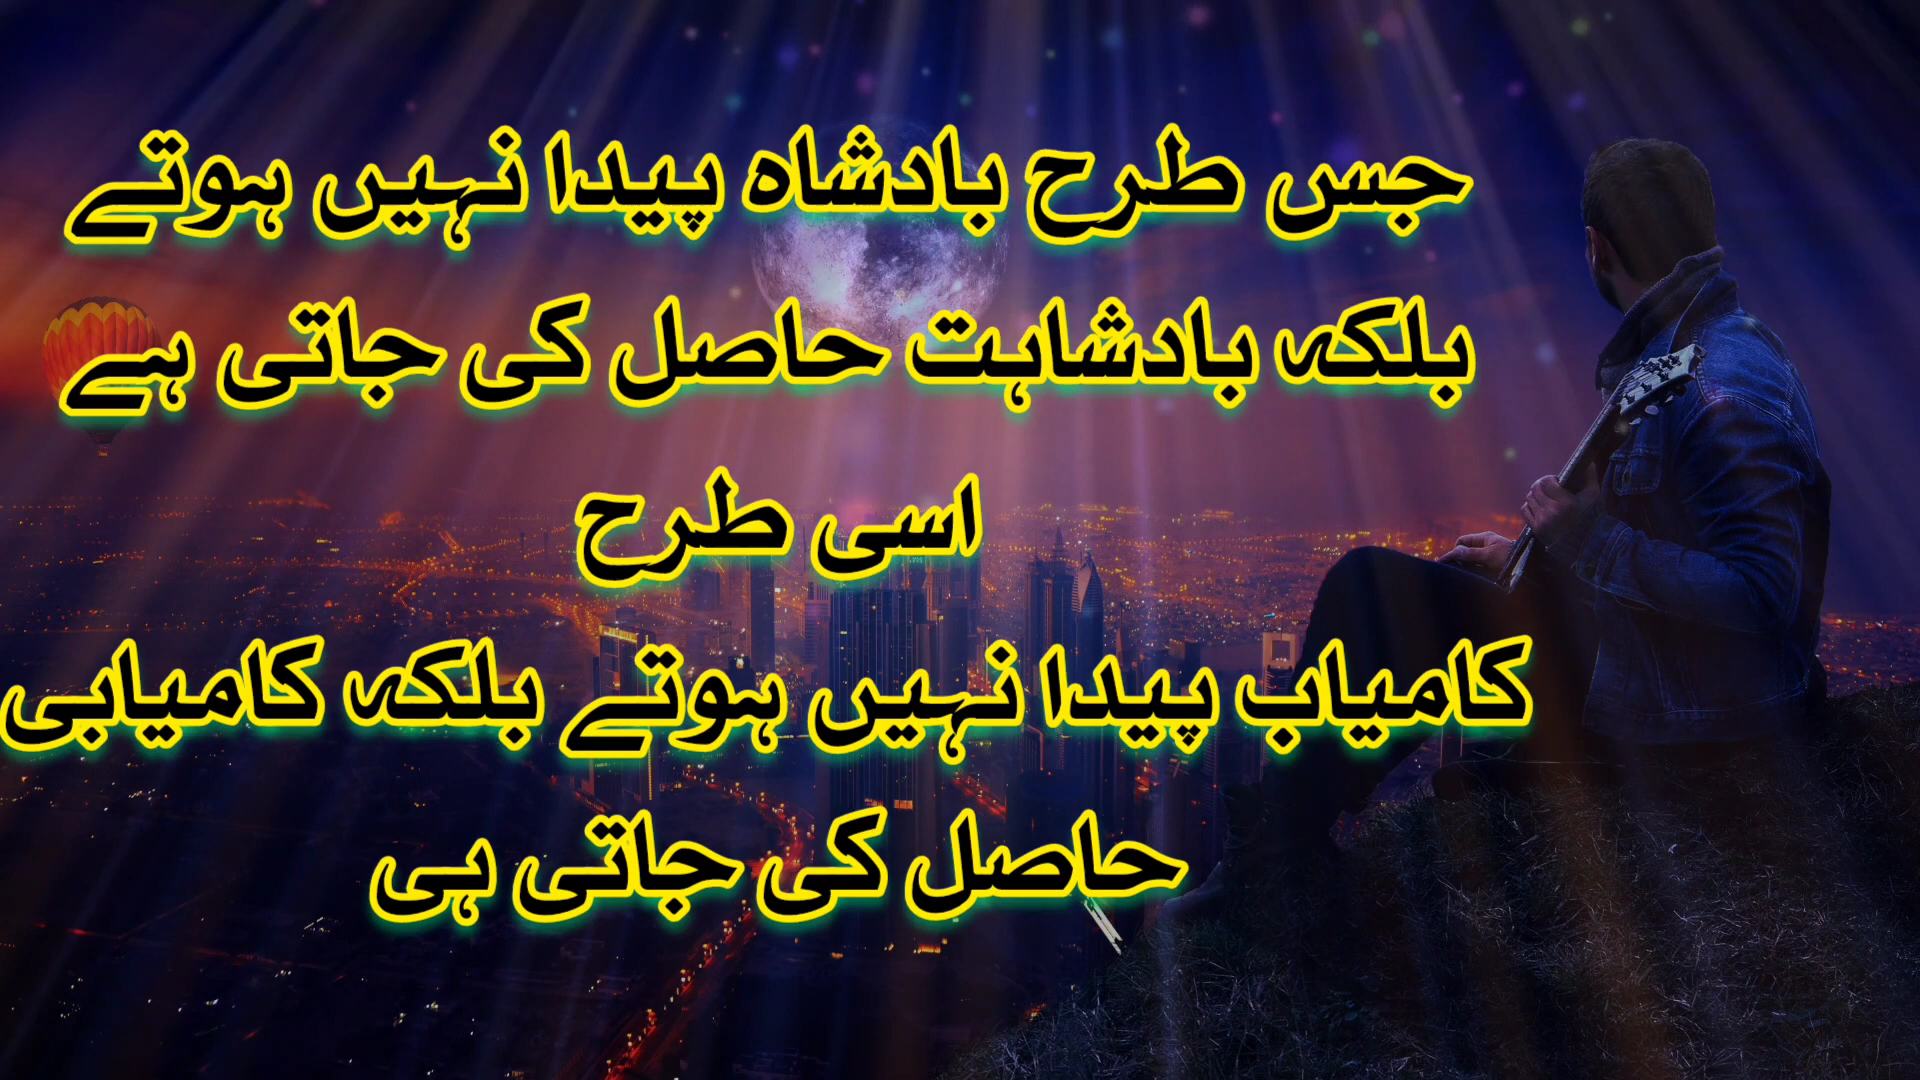 جس طرح بادشاہ پیدا نہیں ہوتے
بلکہ بادشاہت حاصل کی جاتی ہے
اسی طرح
کامیاب پیدا نہیں ہوتے بلکہ کامیابی
حاصل کی جاتی ہی